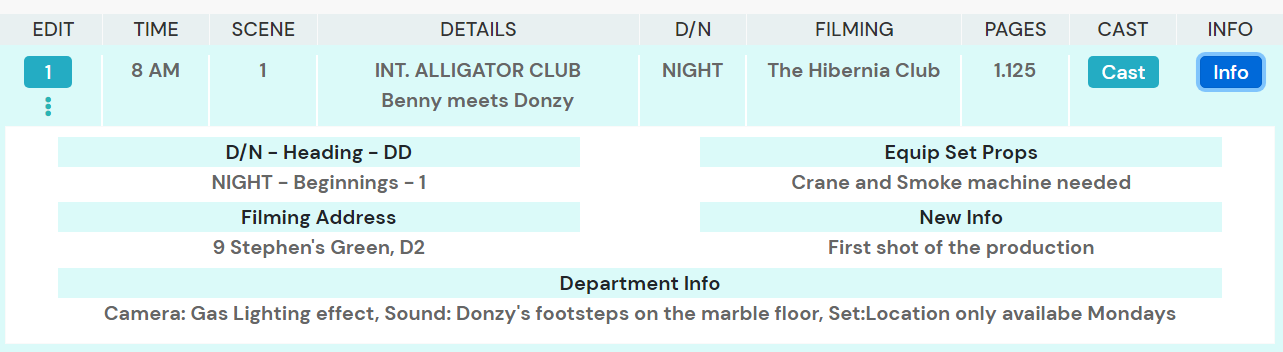 EDIT TIME SCENE DETAILS D/N FILMING PAGES CAST INFO
1 8 AM 1 INT. ALLIGATOR CLUB NIGHT The Hibernia Club 1.125 Cast Info
Benny meets Donzy
D/N - Heading - DD Equip Set Props
NIGHT - Beginnings - 1 Crane and Smoke machine needed
Filming Address New Info
9 Stephen's Green, D2 First shot of the production
Department Info
Camera: Gas Lighting effect, Sound: Donzy's footsteps on the marble floor, Set:Location only availabe Mondays